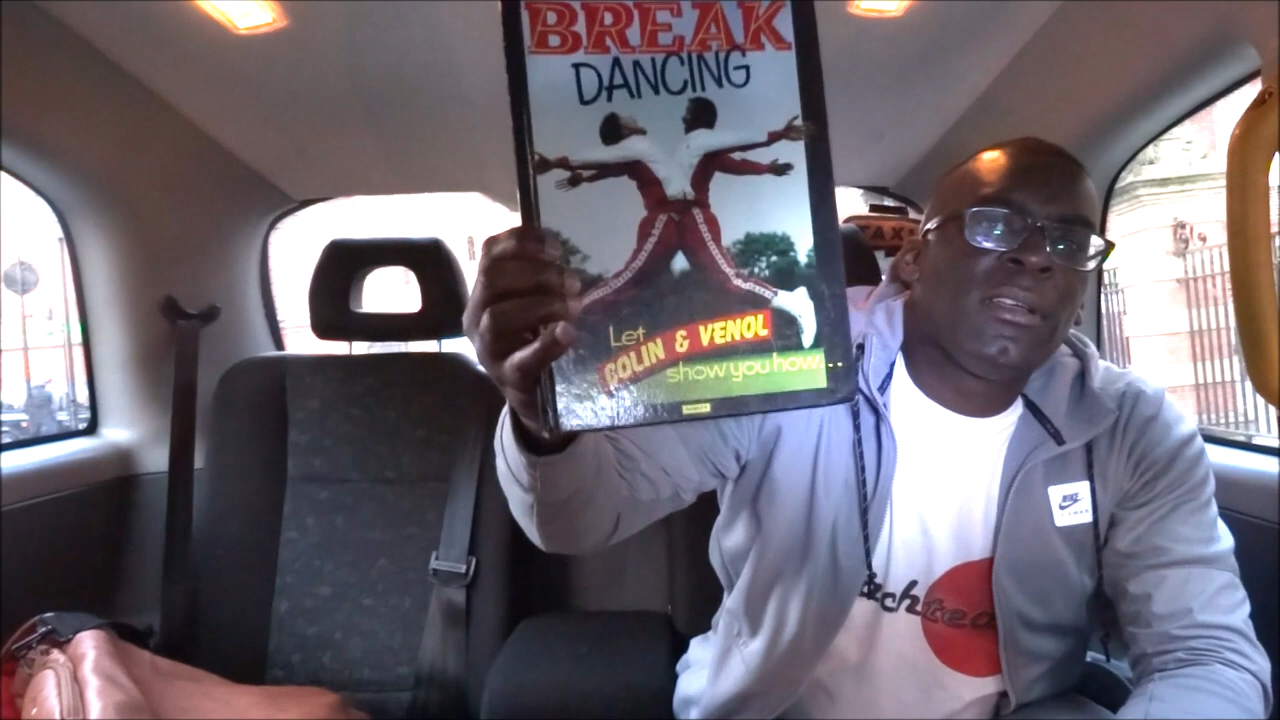 BREAK
DANCING
Let
COLIN & VENOL
show you how...
TAXI
NIKE